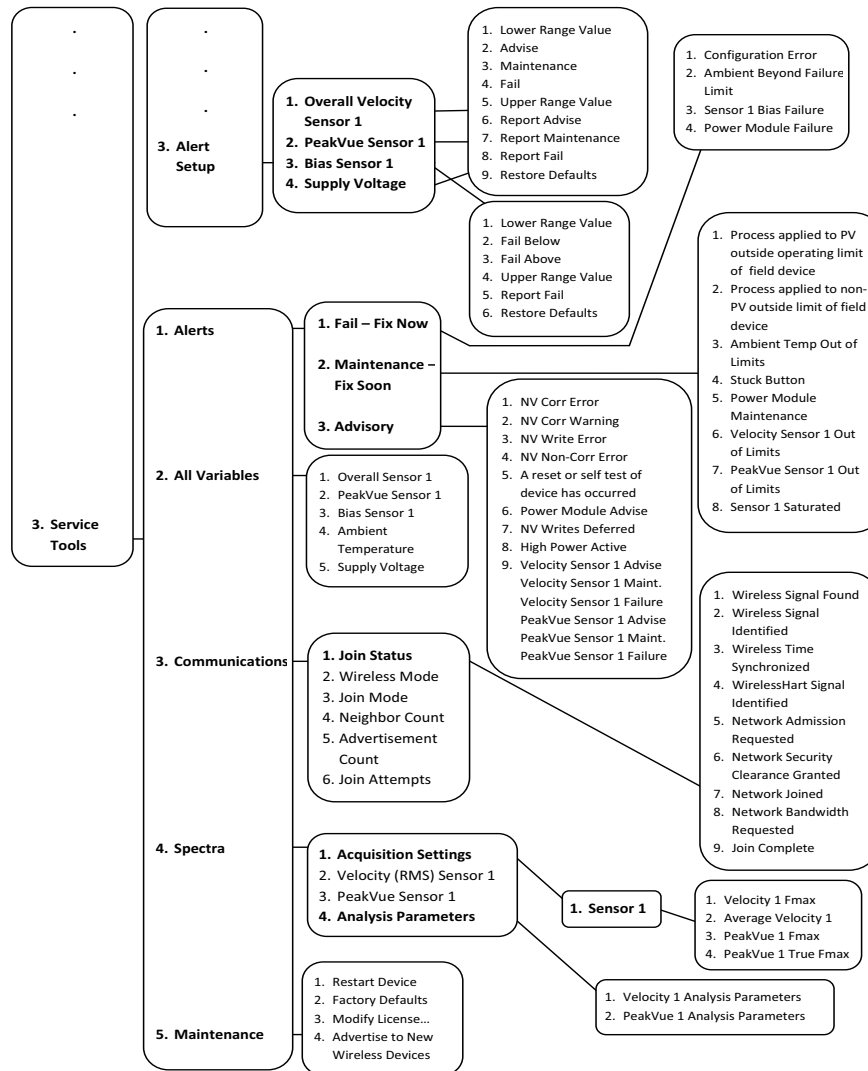 .
.
.
3. Service
Tools
.
.
.
3. Alert
Setup
1. Overall Velocity
Sensor 1
2. PeakVue Sensor 1
3. Bias Sensor 1
4. Supply Voltage
1. Lower Range Value
2. Advise
3. Maintenance
4. Fail
5. Upper Range Value
6. Report Advise
7. Report Maintenance
8. Report Fail
9. Restore Defaults
1. Lower Range Value
2. Fail Below
3. Fail Above
4. Upper Range Value
5. Report Fail
6. Restore Defaults
1. Alerts
2. All Variables
3. Communications
4. Spectra
5. Maintenance
1. Fail – Fix Now
2. Maintenance –
Fix Soon
3. Advisory
1. Configuration Error
2. Ambient Beyond Failure
Limit
3. Sensor 1 Bias Failure
4. Power Module Failure
1. Process applied to PV
outside operating limit
of field device
2. Process applied to non-
PV outside limit of field
device
3. Ambient Temp Out of
Limits
4. Stuck Button
5. Power Module
Maintenance
6. Velocity Sensor 1 Out
of Limits
7. PeakVue Sensor 1 Out
of Limits
8. Sensor 1 Saturated
1. NV Corr Error
2. NV Corr Warning
3. NV Write Error
4. NV Non-Corr Error
5. A reset or self test of
device has occurred
6. Power Module Advise
7. NV Writes Deferred
8. High Power Active
9. Velocity Sensor 1 Advise
Velocity Sensor 1 Maint.
Velocity Sensor 1 Failure
PeakVue Sensor 1 Advise
PeakVue Sensor 1 Maint.
PeakVue Sensor 1 Failure
1. Overall Sensor 1
2. PeakVue Sensor 1
3. Bias Sensor 1
4. Ambient
Temperature
5. Supply Voltage
1. Join Status
2. Wireless Mode
3. Join Mode
4. Neighbor Count
5. Advertisement
Count
6. Join Attempts
1. Wireless Signal Found
2. Wireless Signal
Identified
3. Wireless Time
Synchronized
4. WirelessHart Signal
Identified
5. Network Admission
Requested
6. Network Security
Clearance Granted
7. Network Joined
8. Network Bandwidth
Requested
9. Join Complete
1. Acquisition Settings
2. Velocity (RMS) Sensor 1
3. PeakVue Sensor 1
4. Analysis Parameters
1. Sensor 1
1. Velocity 1 Fmax
2. Average Velocity 1
3. PeakVue 1 Fmax
4. PeakVue 1 True Fmax
1. Velocity 1 Analysis Parameters
2. PeakVue 1 Analysis Parameters
1. Restart Device
2. Factory Defaults
3. Modify License...
4. Advertise to New
Wireless Devices